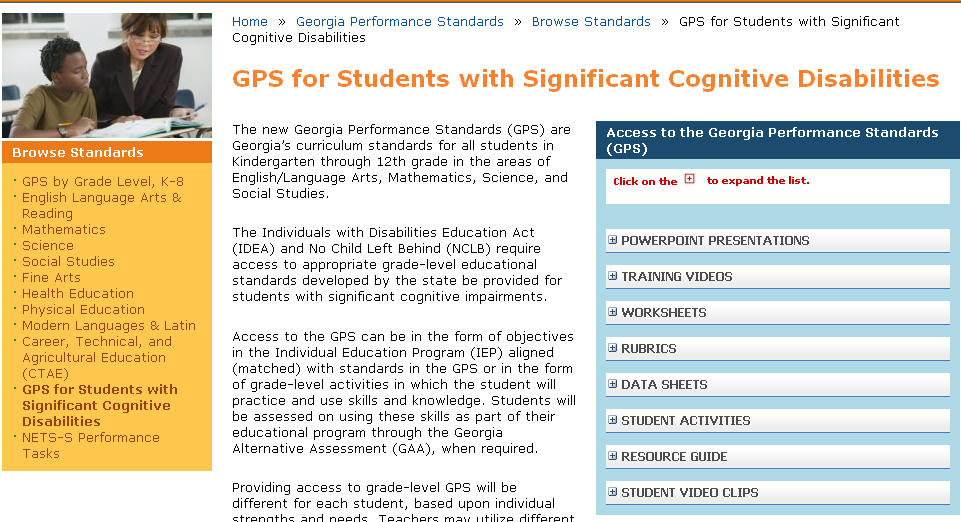 Home » Georgia Performance Standards » Browse Standards » GPS for Students with Significant
Cognitive Disabilities
GPS for Students with Significant Cognitive Disabilities
Browse Standards
· GPS by Grade Level, K-8
· English Language Arts &
Reading
· Mathematics
· Science
· Social Studies
· Fine Arts
· Health Education
· Physical Education
· Modern Languages & Latin
· Career, Technical, and
Agricultural Education
(CTAE)
· GPS for Students with
Significant Cognitive
Disabilities
· NETS-S Performance
Tasks
The new Georgia Performance Standards (GPS) are
Georgia's curriculum standards for all students in
Kindergarten through 12th grade in the areas of
English/Language Arts, Mathematics, Science, and
Social Studies.
The Individuals with Disabilities Education Act
(IDEA) and No Child Left Behind (NCLB) require
access to appropriate grade-level educational
standards developed by the state be provided for
students with significant cognitive impairments.
Access to the GPS can be in the form of objectives
in the Individual Education Program (IEP) aligned
(matched) with standards in the GPS or in the form
of grade-level activities in which the student will
practice and use skills and knowledge. Students will
be assessed on using these skills as part of their
educational program through the Georgia
Alternative Assessment (GAA), when required.
Providing access to grade-level GPS will be
different for each student, based upon individual
strengths and needs. Teachers may utilize different
Access to the Georgia Performance Standards
(GPS)
Click on the to expand the list.
POWERPOINT PRESENTATIONS
TRAINING VIDEOS
WORKSHEETS
RUBRICS
DATA SHEETS
STUDENT ACTIVITIES
RESOURCE GUIDE
STUDENT VIDEO CLIPS